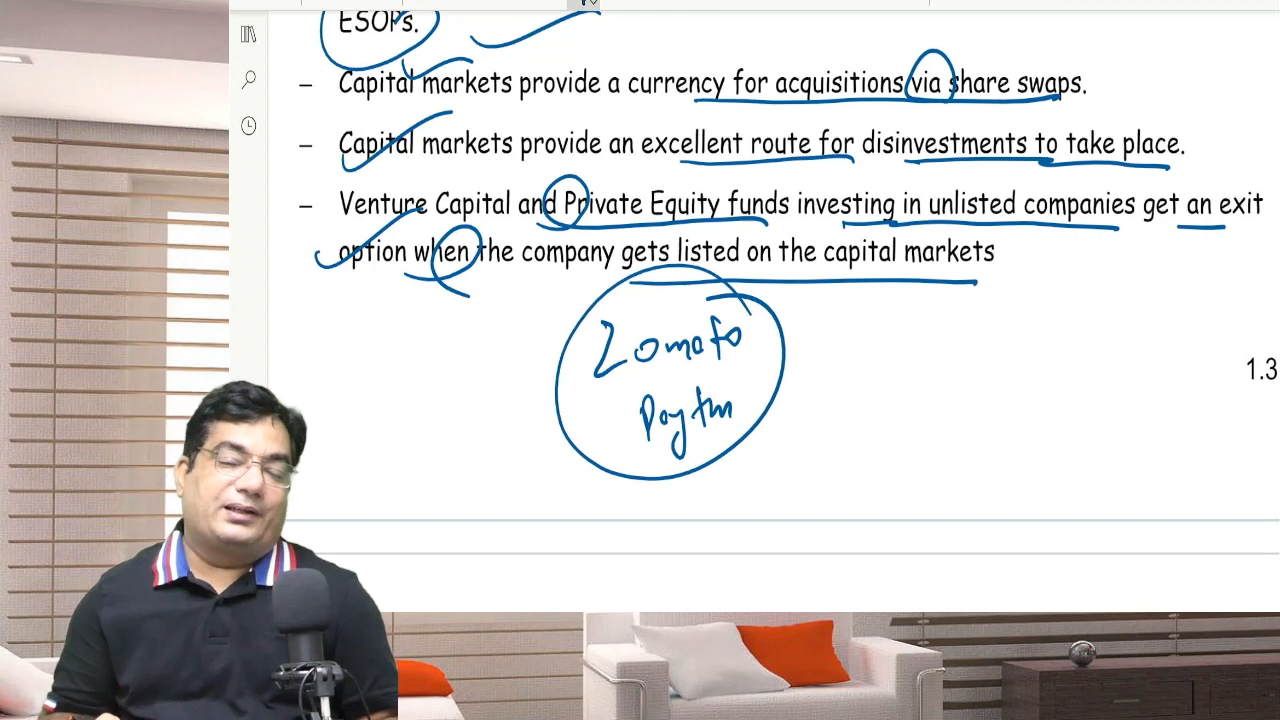 ESOPs.
– Capital markets provide a currency for acquisitions via share swaps.
– Capital markets provide an excellent route for disinvestments to take place.
– Venture Capital and Private Equity funds investing in unlisted companies get an exit
option when the company gets listed on the capital markets
Zomato
Paytm
1.3